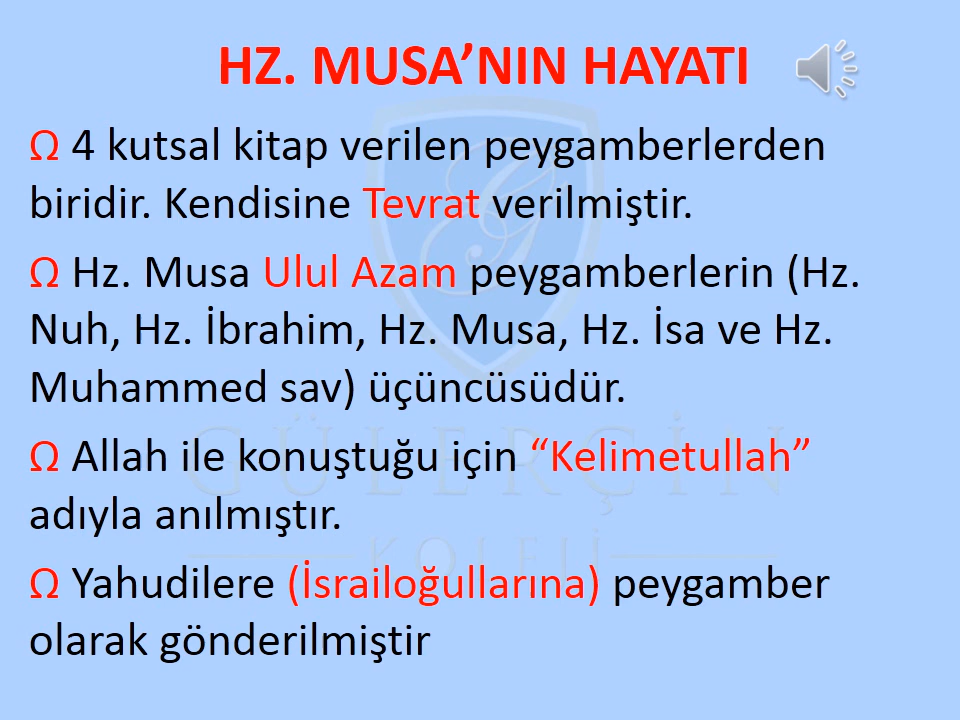 HZ. MUSA’NIN HAYATI
Ω 4 kutsal kitap verilen peygamberlerden
biridir. Kendisine Tevrat verilmiştir.
Ω Hz. Musa Ulul Azam peygamberlerin (Hz.
Nuh, Hz. İbrahim, Hz. Musa, Hz. İsa ve Hz.
Muhammed sav) üçüncüsüdür.
Ω Allah ile konuştuğu için “Kelimetullah”
GÜLERÇİN
adıyla anılmıştır.
KOLEJİ
Ω Yahudilere (İsrailoğullarına) peygamber
olarak gönderilmiştir